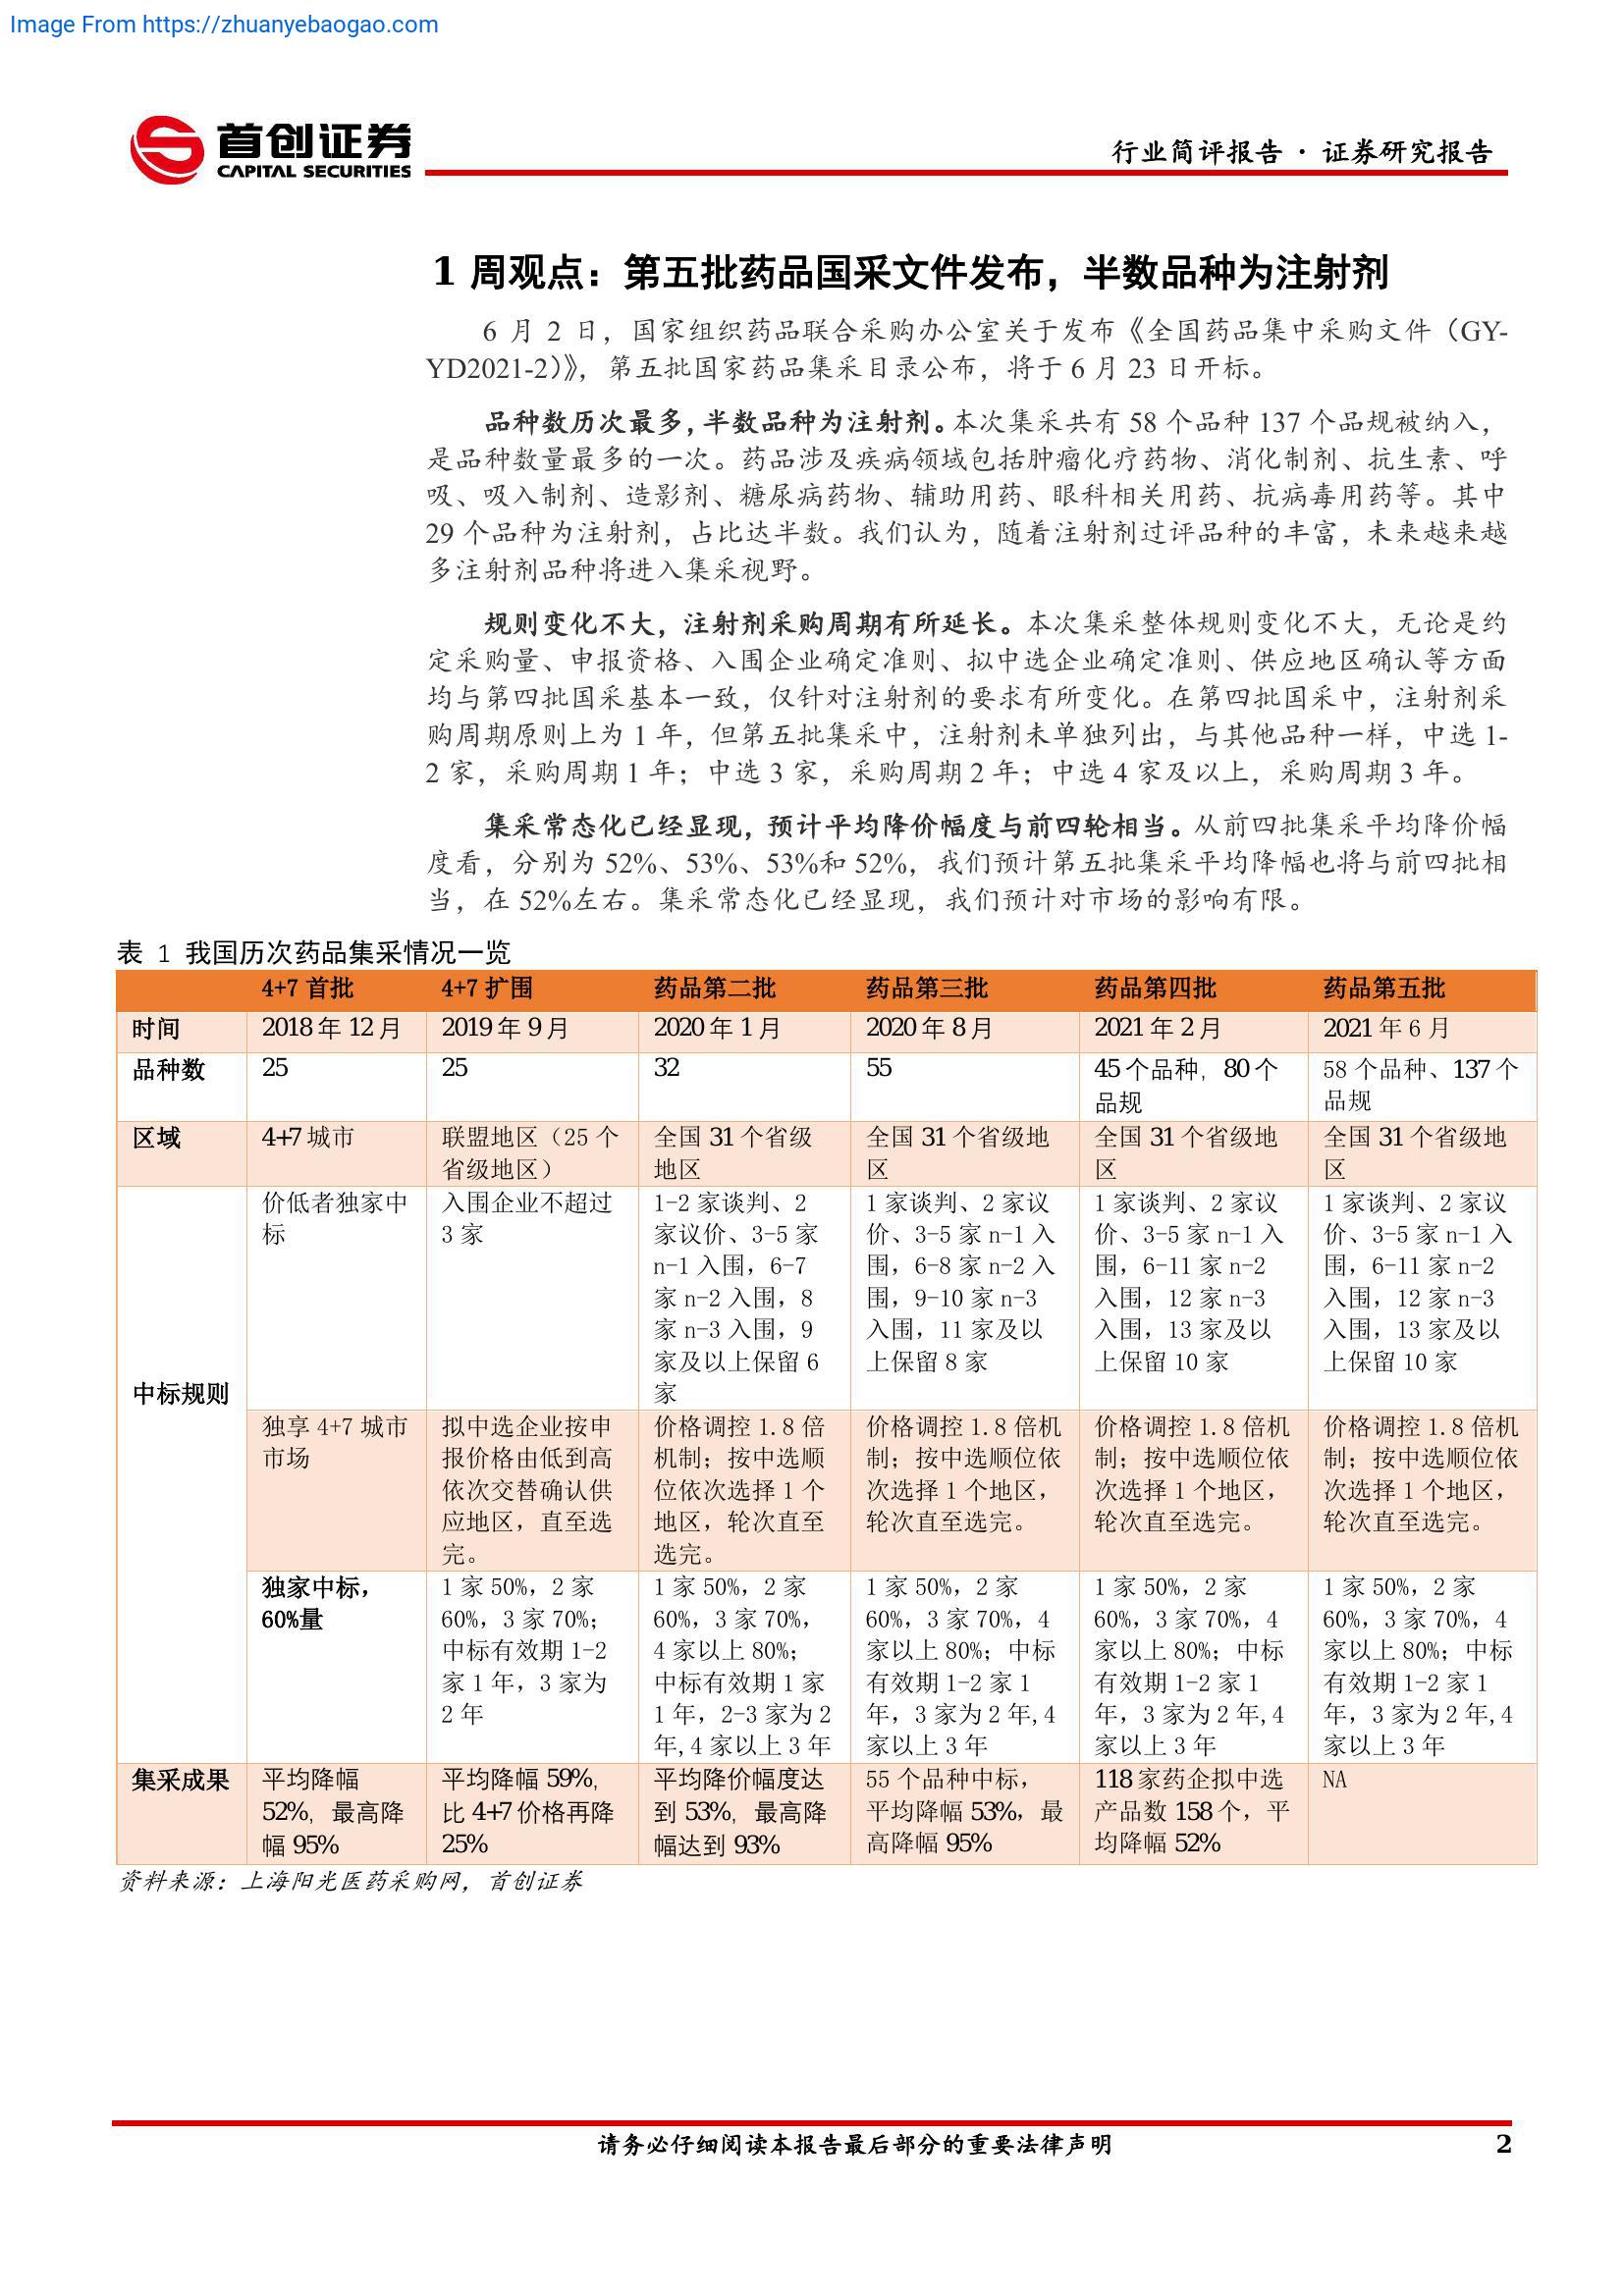 Image From https://zhuanyebaogao.com
首创证券
CAPITAL SECURITIES
行业简评报告 · 证券研究报告
1 周观点：第五批药品国采文件发布，半数品种为注射剂
6 月 2 日，国家组织药品联合采购办公室关于发布《全国药品集中采购文件（GY-
YD2021-2）》，第五批国家药品集采目录公布，将于 6 月 23 日开标。
品种数历次最多，半数品种为注射剂。本次集采共有 58 个品种 137 个品规被纳入，
是品种数量最多的一次。药品涉及疾病领域包括肿瘤化疗药物、消化制剂、抗生素、呼
吸、吸入制剂、造影剂、糖尿病药物、辅助用药、眼科相关用药、抗病毒用药等。其中
29 个品种为注射剂，占比达半数。我们认为，随着注射剂过评品种的丰富，未来越来越
多注射剂品种将进入集采视野。
规则变化不大，注射剂采购周期有所延长。本次集采整体规则变化不大，无论是约
定采购量、申报资格、入围企业确定准则、拟中选企业确定准则、供应地区确认等方面
均与第四批国采基本一致，仅针对注射剂的要求有所变化。在第四批国采中，注射剂采
购周期原则上为 1 年，但第五批集采中，注射剂未单独列出，与其他品种一样，中选 1-
2 家，采购周期 1 年；中选 3 家，采购周期 2 年；中选 4 家及以上，采购周期 3 年。
集采常态化已经显现，预计平均降价幅度与前四轮相当。从前四批集采平均降价幅
度看，分别为 52%、53%、53%和 52%，我们预计第五批集采平均降幅也将与前四批相
当，在 52%左右。集采常态化已经显现，我们预计对市场的影响有限。
表 1 我国历次药品集采情况一览
4+7 首批 4+7 扩围 药品第二批 药品第三批 药品第四批 药品第五批
时间 2018 年 12 月 2019 年 9 月 2020 年 1 月 2020 年 8 月 2021 年 2 月 2021 年 6 月
品种数 25 25 32 55 45 个品种，80 个 58 个品种、137 个
品规 品规
区域 4+7 城市 联盟地区（25 个 全国 31 个省级 全国 31 个省级地 全国 31 个省级地 全国 31 个省级地
省级地区） 地区 区 区 区
价低者独家中 入围企业不超过 1-2 家谈判、2 1 家谈判、2 家议 1 家谈判、2 家议 1 家谈判、2 家议
标 3 家 家议价、3-5 家 价、3-5 家 n-1 入 价、3-5 家 n-1 入 价、3-5 家 n-1 入
n-1 入围，6-7 围，6-8 家 n-2 入 围，6-11 家 n-2 围，6-11 家 n-2
家 n-2 入围，8 围，9-10 家 n-3 入围，12 家 n-3 入围，12 家 n-3
家 n-3 入围，9 入围，11 家及以 入围，13 家及以 入围，13 家及以
家及以上保留 6 上保留 8 家 上保留 10 家 上保留 10 家
家
中标规则
独享 4+7 城市 拟中选企业按申 价格调控 1.8 倍 价格调控 1.8 倍机 价格调控 1.8 倍机 价格调控 1.8 倍机
市场 报价格由低到高 机制；按中选顺 制；按中选顺位依 制；按中选顺位依 制；按中选顺位依
依次交替确认供 位依次选择 1 个 次选择 1 个地区， 次选择 1 个地区， 次选择 1 个地区，
应地区，直至选 地区，轮次直至 轮次直至选完。 轮次直至选完。 轮次直至选完。
完。 选完。
独家中标， 1 家 50%，2 家 1 家 50%，2 家 1 家 50%，2 家 1 家 50%，2 家 1 家 50%，2 家
60%量 60%，3 家 70%； 60%，3 家 70%， 60%，3 家 70%，4 60%，3 家 70%，4 60%，3 家 70%，4
中标有效期 1-2 4 家以上 80%； 家以上 80%；中标 家以上 80%；中标 家以上 80%；中标
家 1 年，3 家为 中标有效期 1 家 有效期 1-2 家 1 有效期 1-2 家 1 有效期 1-2 家 1
2 年 1 年，2-3 家为 2 年，3 家为 2 年,4 年，3 家为 2 年,4 年，3 家为 2 年,4
年,4 家以上 3 年 家以上 3 年 家以上 3 年 家以上 3 年
集采成果 平均降幅 平均降幅 59%， 平均降价幅度达 55 个品种中标， 118 家药企拟中选 NA
52%，最高降 比 4+7 价格再降 到 53%，最高降 平均降幅 53%，最 产品数 158 个，平
幅 95% 25% 幅达到 93% 高降幅 95% 均降幅 52%
资料来源：上海阳光医药采购网，首创证券
请务必仔细阅读本报告最后部分的重要法律声明
2